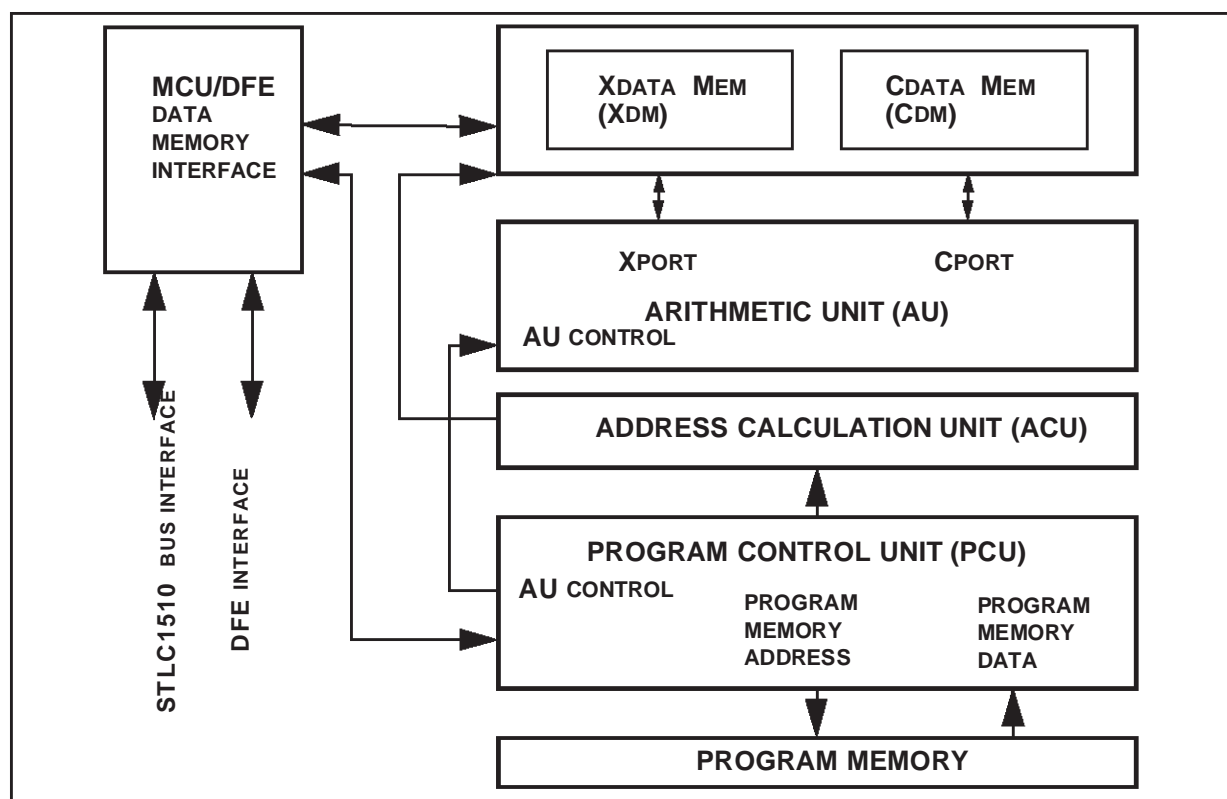 MCU/DFE
DATA
MEMORY
INTERFACE
XDATA MEM
(XDM)
CDATA MEM
(CDM)
XPORT
CPORT
ARITHMETIC UNIT (AU)
AU CONTROL
ADDRESS CALCULATION UNIT (ACU)
PROGRAM CONTROL UNIT (PCU)
AU CONTROL
PROGRAM
MEMORY
ADDRESS
PROGRAM
MEMORY
DATA
PROGRAM MEMORY
STLC1510 BUS INTERFACE
DFE INTERFACE